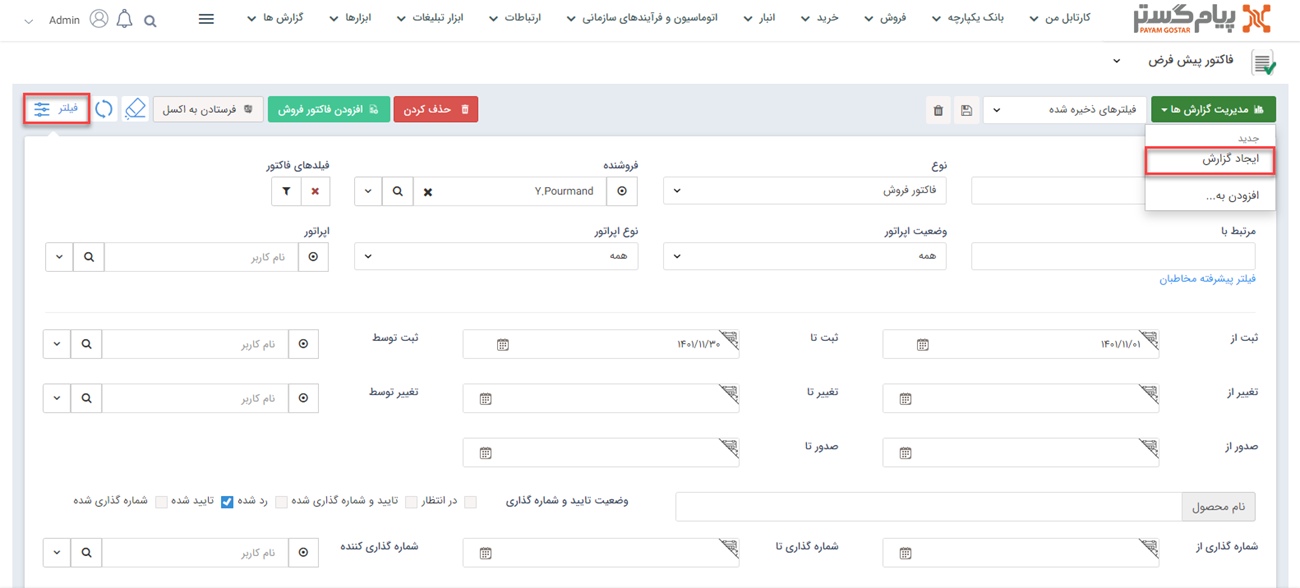 پیام گستر
PAYAM GOSTAR
کارتابل من
بانک یکپارچه
فروش
خرید
انبار
اتوماسیون و فرآیندهای سازمانی
ارتباطات
ابزار تبلیغات
ابزارها
گزارش ها
Admin
فاکتور پیش فرض
مدیریت گزارش ها
فیلترهای ذخیره شده
حذف کردن
افزودن فاکتور فروش
فرستادن به اکسل
فیلتر
جدید
ایجاد گزارش
افزودن به...
نوع
فروشنده
فیلدهای فاکتور
فاکتور فروش
Y.Pourmand
مرتبط با
وضعیت اپراتور
نوع اپراتور
اپراتور
همه
همه
نام کاربر
فیلتر پیشرفته مخاطبان
ثبت از
۱۴۰۱/۱۱/۰۱
ثبت تا
۱۴۰۱/۱۱/۳۰
ثبت توسط
نام کاربر
تغییر از
تغییر تا
تغییر توسط
نام کاربر
صدور از
صدور تا
نام محصول
وضعیت تایید و شماره گذاری
در انتظار
تایید و شماره گذاری شده
رد شده
تایید شده
شماره گذاری شده
شماره گذاری از
شماره گذاری تا
شماره گذاری کننده
نام کاربر